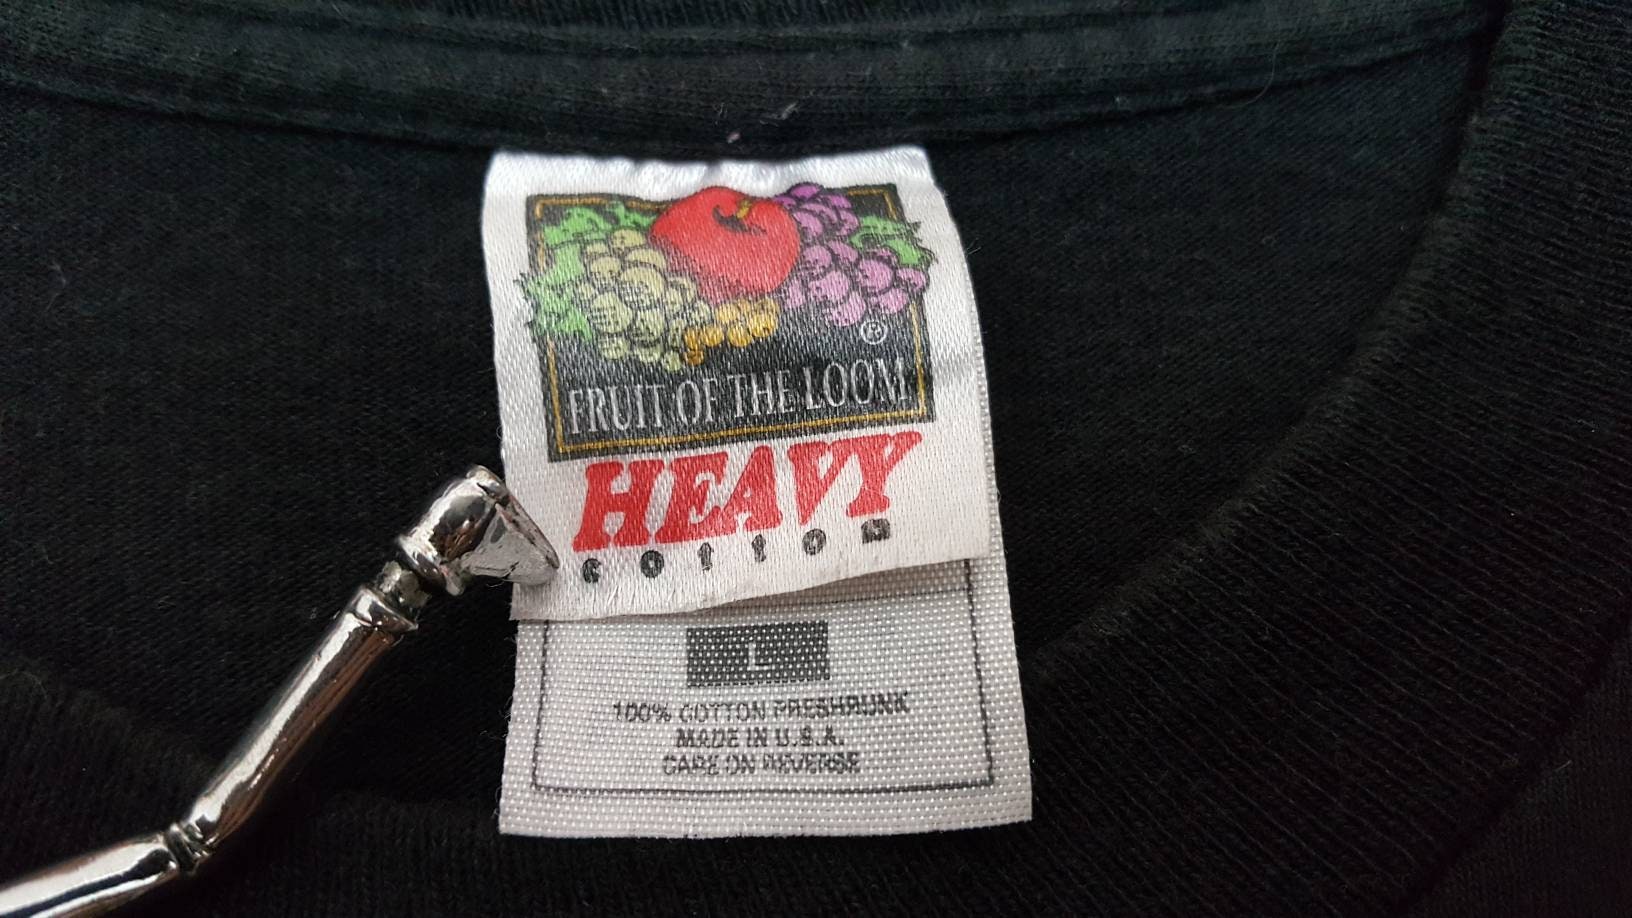 ®
FRUIT OF THE LOOM
HEAVY
cotton
L
100% COTTON PRESHRUNK
MADE IN U.S.A.
CARE ON REVERSE